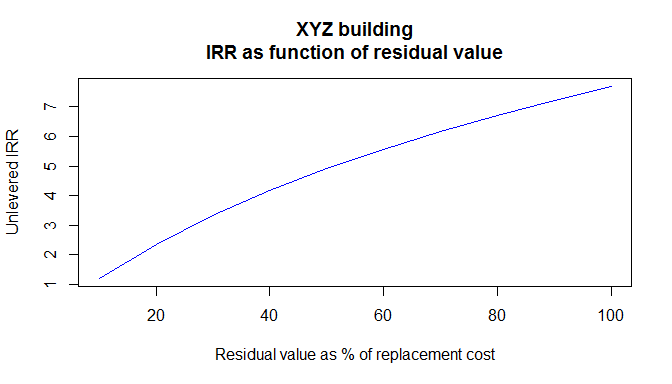 XYZ building
IRR as function of residual value
Unlevered IRR
7
6
5
4
3
2
1
20 40 60 80 100
Residual value as % of replacement cost